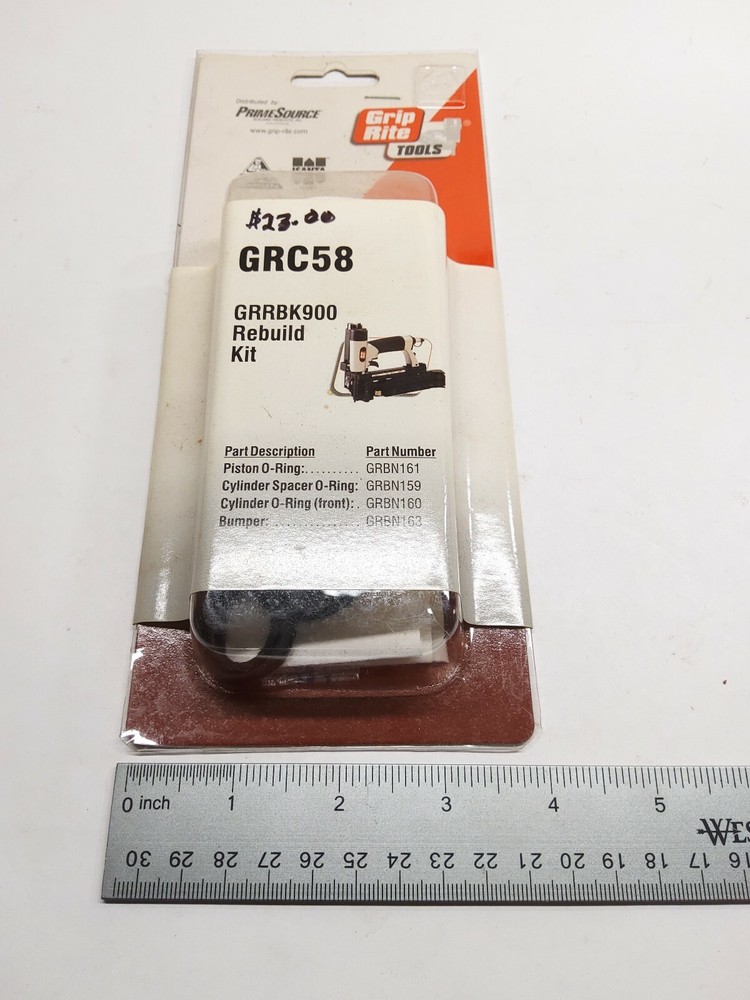 Distributed by
PRIMESOURCE
www.grip-rite.com
Grip
Rite
TOOLS
$23.00
GRC58
GRRBK900
Rebuild
Kit
Part Description Part Number
Piston O-Ring:.......... GRBN161
Cylinder Spacer O-Ring: GRBN159
Cylinder O-Ring (front): . GRBN160
Bumper: ............... GRBN163
0 inch 1 2 3 4 5
WES
30 29 28 27 26 25 24 23 22 21 20 19 18 17 16